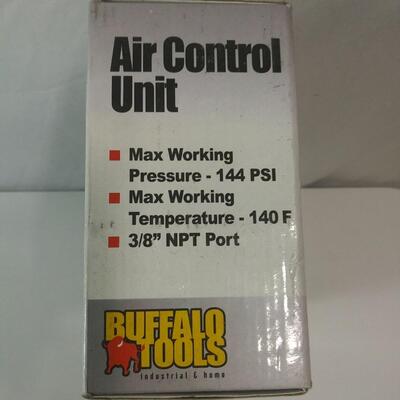 Air Control
Unit
Max Working
Pressure - 144 PSI
Max Working
Temperature - 140 F
3/8" NPT Port
BUFFALO
TOOLS
industrial & home